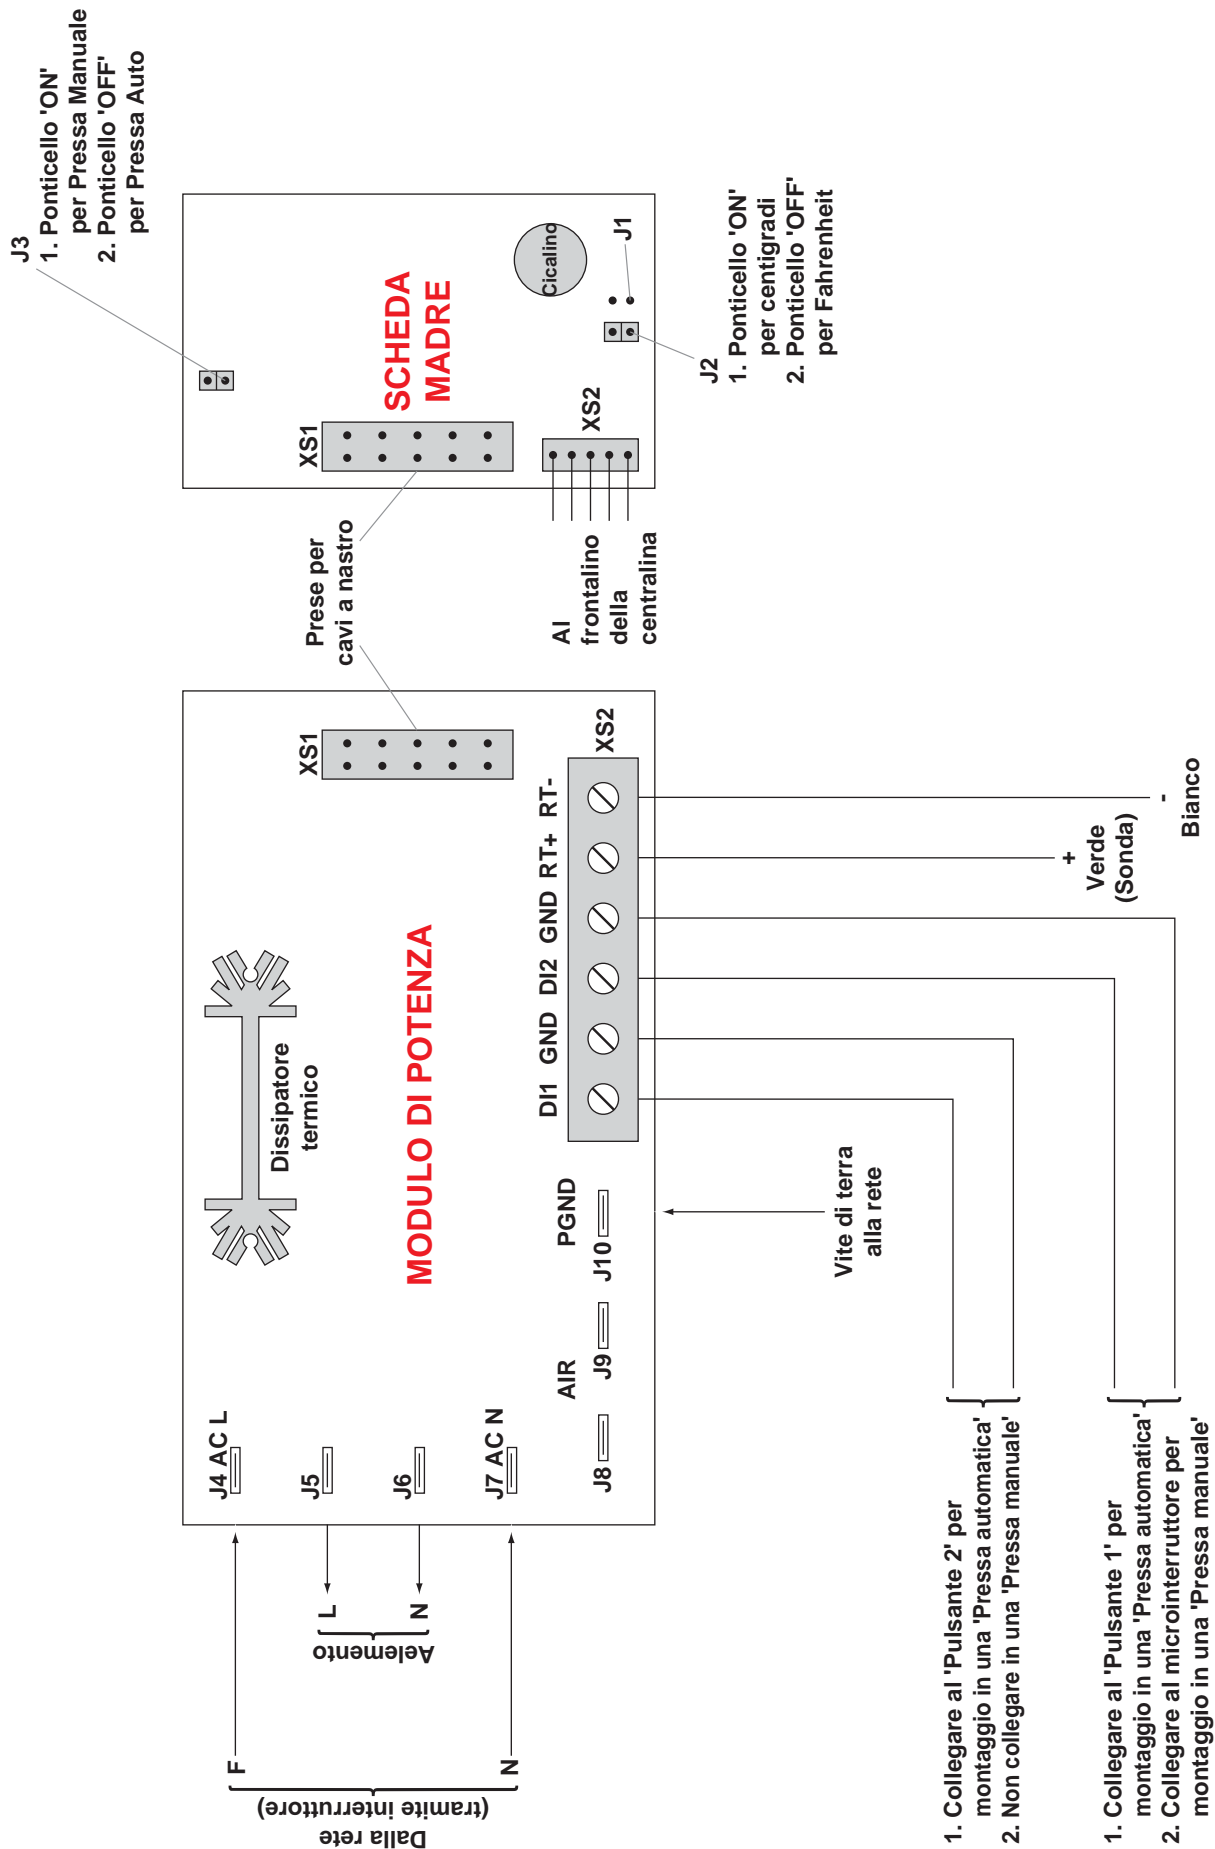 J3
1. Ponticello 'ON'
per Pressa Manuale
2. Ponticello 'OFF'
per Pressa Auto
Prese per
cavi a nastro
XS1
XS1
SCHEDA
MADRE
Cicalino
J1
J2
1. Ponticello 'ON'
per centigradi
2. Ponticello 'OFF'
per Fahrenheit
XS2
Al
frontalino
della
centralina
Dissipatore
termico
MODULO DI POTENZA
J4 AC L
J5
J6
J7 AC N
J8
AIR
J9
PGND
J10
DI1
GND
DI2
GND
RT+
RT-
XS2
F
L
N
N
Aelemento
Dalla rete
(tramite interruttore)
Vite di terra
alla rete
+
Verde
(Sonda)
-
Bianco
1. Collegare al 'Pulsante 2' per
montaggio in una 'Pressa automatica'
2. Non collegare in una 'Pressa manuale'
1. Collegare al 'Pulsante 1' per
montaggio in una 'Pressa automatica'
2. Collegare al microinterruttore per
montaggio in una 'Pressa manuale'